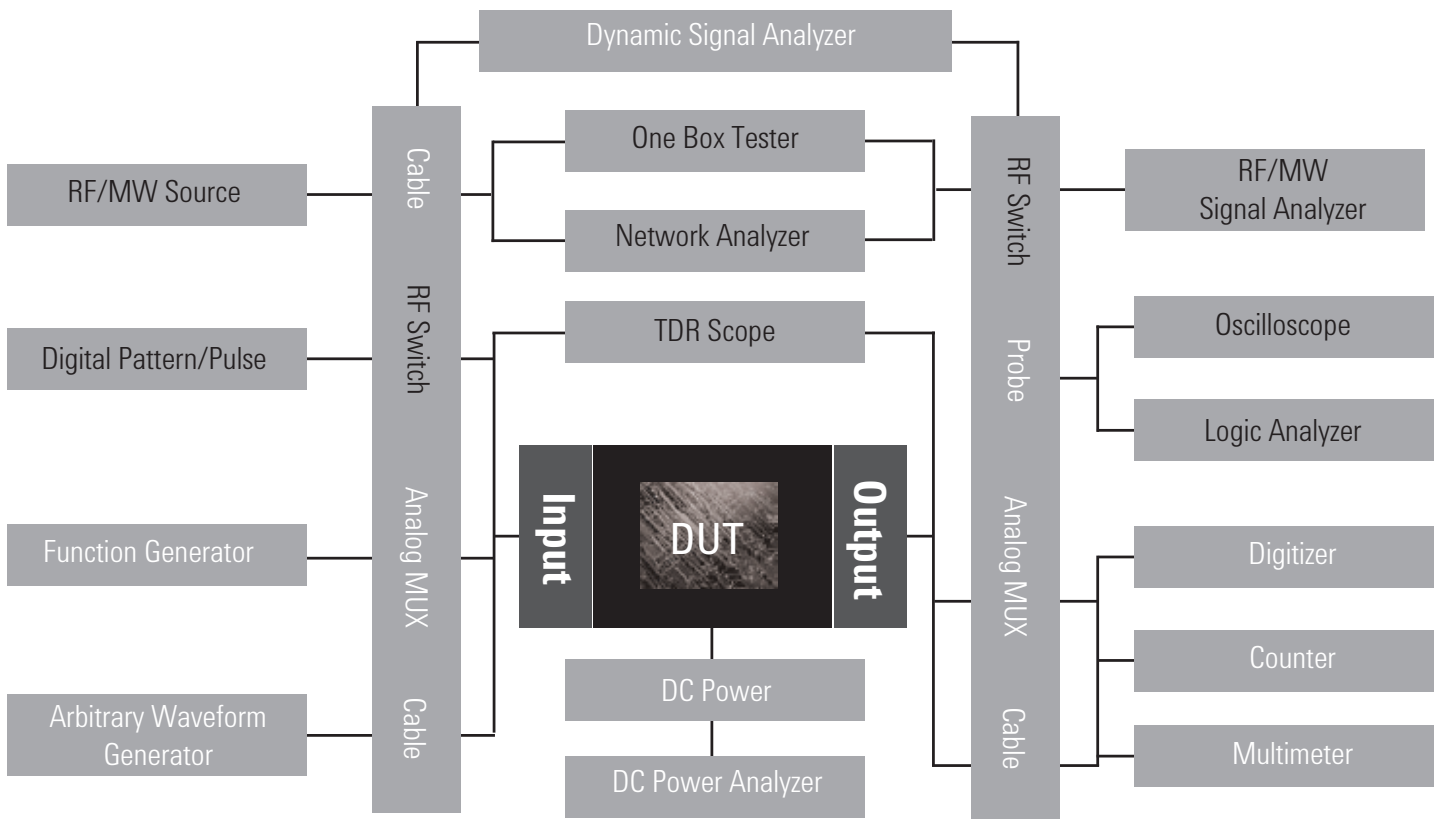 Dynamic Signal Analyzer
RF/MW Source
Digital Pattern/Pulse
Function Generator
Arbitrary Waveform
Generator
Cable
RF Switch
Analog MUX
Cable
One Box Tester
Network Analyzer
TDR Scope
Input
DUT
Output
DC Power
DC Power Analyzer
RF Switch
Probe
Analog MUX
Cable
RF/MW
Signal Analyzer
Oscilloscope
Logic Analyzer
Digitizer
Counter
Multimeter